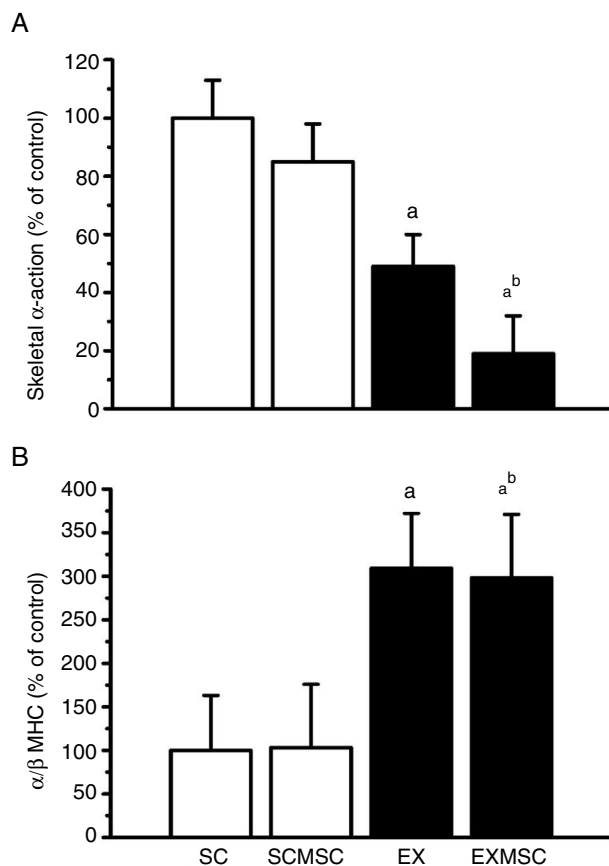 A
120
100
80
60
40
20
0
Skeletal α-action (% of control)
a
a b
B
400
350
300
250
200
150
100
50
0
α/β MHC (% of control)
a
a b
SC SCMSC EX EXMSC